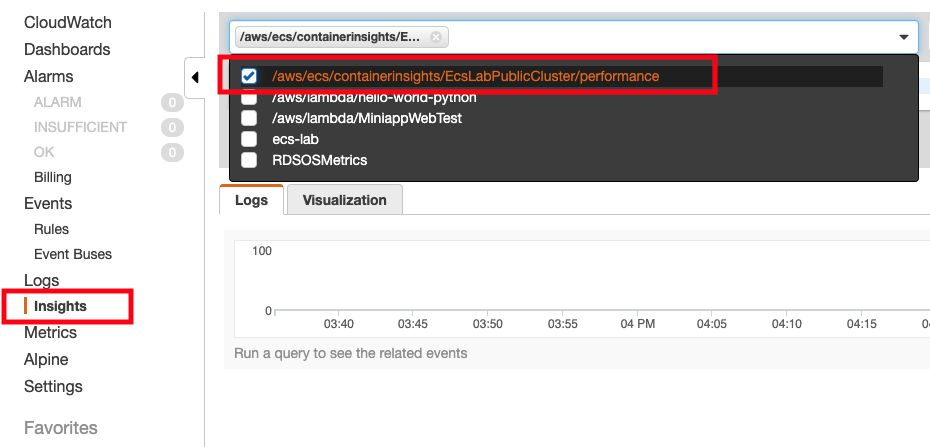 CloudWatch
Dashboards
Alarms
ALARM 0
INSUFFICIENT 0
OK 0
Billing
Events
Rules
Event Buses
Logs
Insights
Metrics
Alpine
Settings
Favorites
/aws/ecs/containerinsights/E...
/aws/ecs/containerinsights/EcsLabPublicCluster/performance
/aws/lambda/hello-world-python
/aws/lambda/MiniappWebTest
ecs-lab
RDSOSMetrics
Logs Visualization
100
0
03:40 03:45 03:50 03:55 04 PM 04:05 04:10 04:15 0
Run a query to see the related events